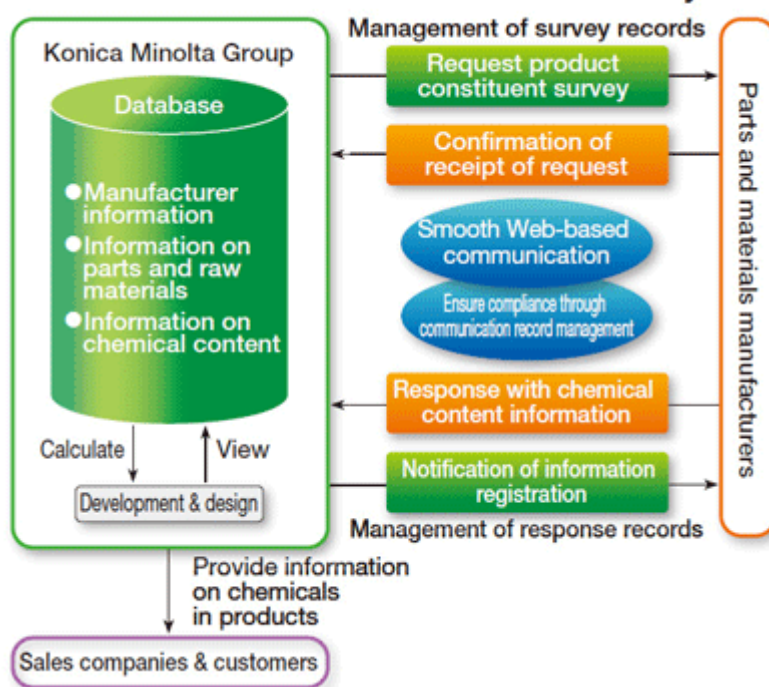 Konica Minolta Group
Database
●Manufacturer
information
●Information on
parts and raw
materials
●Information on
chemical content
Calculate
View
Development & design
Management of survey records
Request product
constituent survey
Confirmation of
receipt of request
Smooth Web-based
communication
Ensure compliance through
communication record management
Response with chemical
content information
Notification of information
registration
Management of response records
Parts and materials manufacturers
Provide information
on chemicals
in products
Sales companies & customers